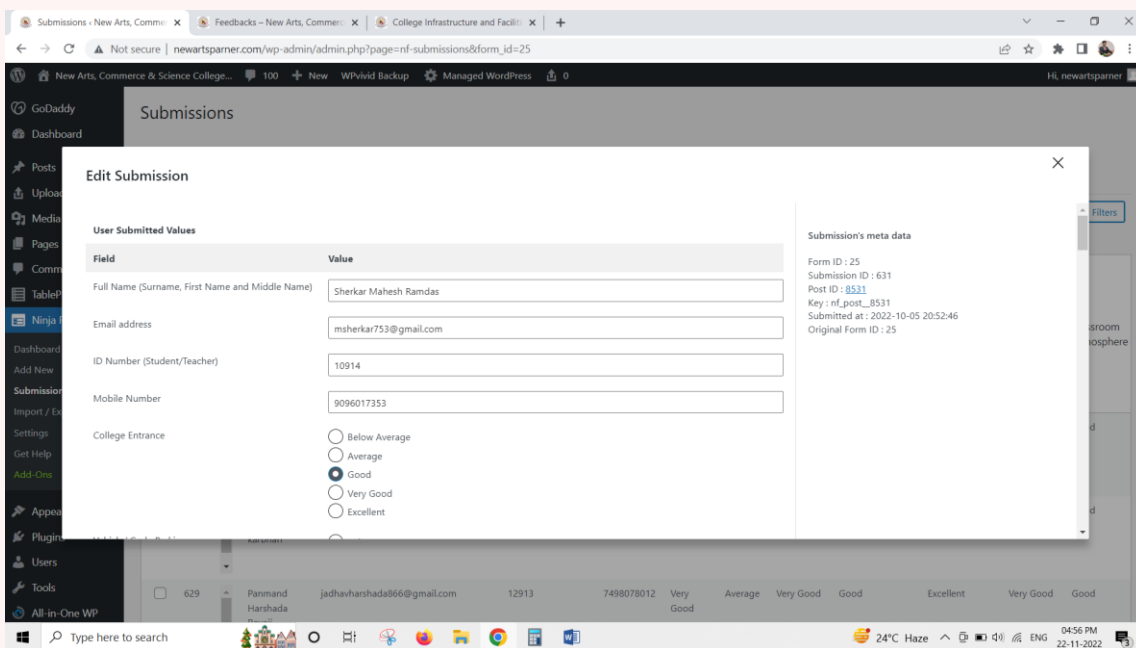 Submissions ‹ New Arts, Comme
Feedbacks – New Arts, Commerc
College Infrastructure and Faciliti
Not secure | newartsparner.com/wp-admin/admin.php?page=nf-submissions&form_id=25
New Arts, Commerce & Science College... 100 + New WPvivid Backup Managed WordPress 0 Hi, newartsparner
GoDaddy
Dashboard
Posts
Media
Pages
Dashboard
Add New
Settings
Get Help
Add-Ons
Users
Tools
All-in-One WP
Submissions
Filters
Edit Submission
User Submitted Values
Field Value
Full Name (Surname, First Name and Middle Name) Sherkar Mahesh Ramdas
Email address msherkar753@gmail.com
ID Number (Student/Teacher) 10914
Mobile Number 9096017353
College Entrance
Below Average
Average
Good
Very Good
Excellent
Submission's meta data
Form ID : 25
Submission ID : 631
Post ID : 8531
Key : nf_post__8531
Submitted at : 2022-10-05 20:52:46
Original Form ID : 25
629 Panmand jadhavharshada866@gmail.com 12913 7498078012 Very Average Very Good Good Excellent Very Good Good
Harshada Good
Type here to search
24°C Haze ENG 04:56 PM
22-11-2022